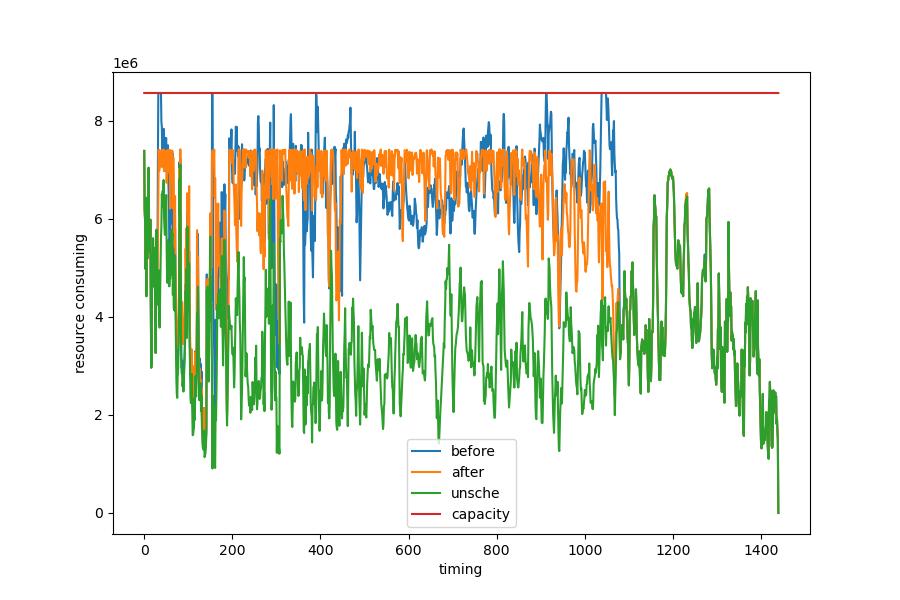 1e6
8
6
4
2
0
resource consuming
before
after
unsche
capacity
0 200 400 600 800 1000 1200 1400
timing